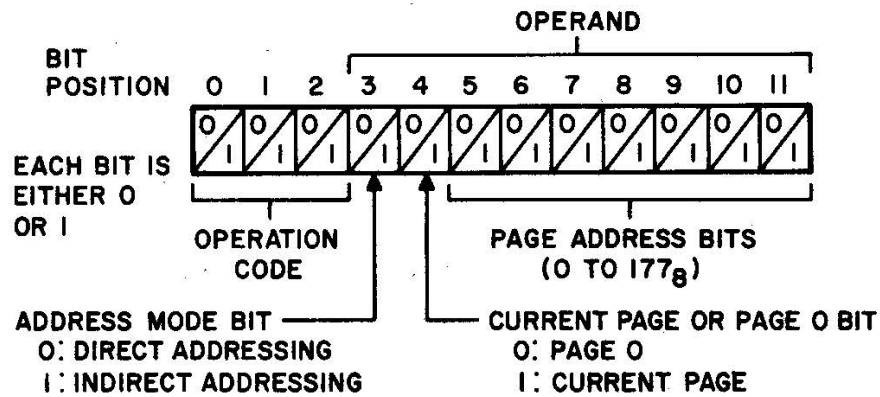 OPERAND
BIT
POSITION 0 1 2 3 4 5 6 7 8 9 10 11
0 0 0 0 0 0 0 0 0 0 0 0
1 1 1 1 1 1 1 1 1 1 1 1
EACH BIT IS
EITHER 0
OR 1
OPERATION
CODE
PAGE ADDRESS BITS
(0 TO 177₈)
ADDRESS MODE BIT
0: DIRECT ADDRESSING
1: INDIRECT ADDRESSING
CURRENT PAGE OR PAGE 0 BIT
0: PAGE 0
1: CURRENT PAGE